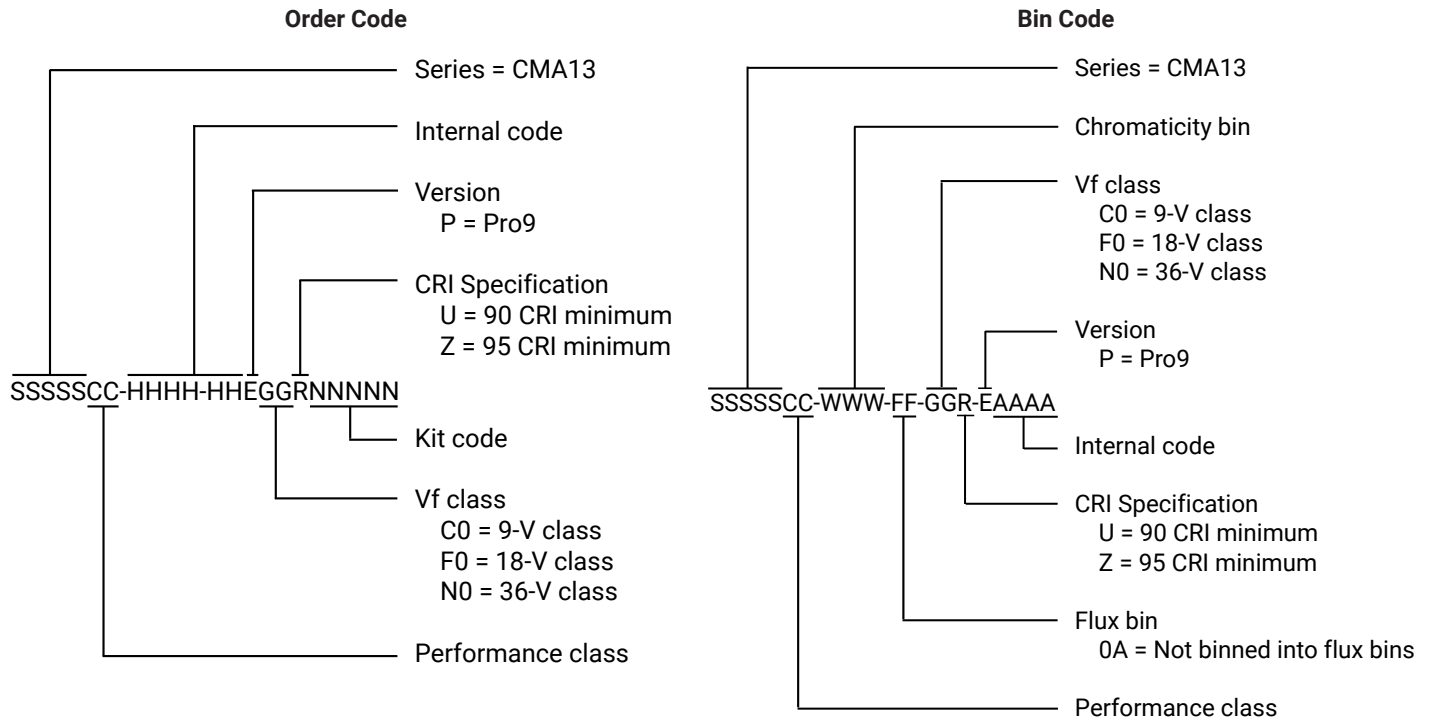 Order Code
Series = CMA13
Internal code
Version
P = Pro9
CRI Specification
U = 90 CRI minimum
Z = 95 CRI minimum
SSSSSCC-HHHH-HHEGGRNNNNN
Kit code
Vf class
C0 = 9-V class
F0 = 18-V class
N0 = 36-V class
Performance class
Bin Code
Series = CMA13
Chromaticity bin
Vf class
C0 = 9-V class
F0 = 18-V class
N0 = 36-V class
Version
P = Pro9
SSSSSCC-WWW-FF-GGR-EAAAA
Internal code
CRI Specification
U = 90 CRI minimum
Z = 95 CRI minimum
Flux bin
0A = Not binned into flux bins
Performance class